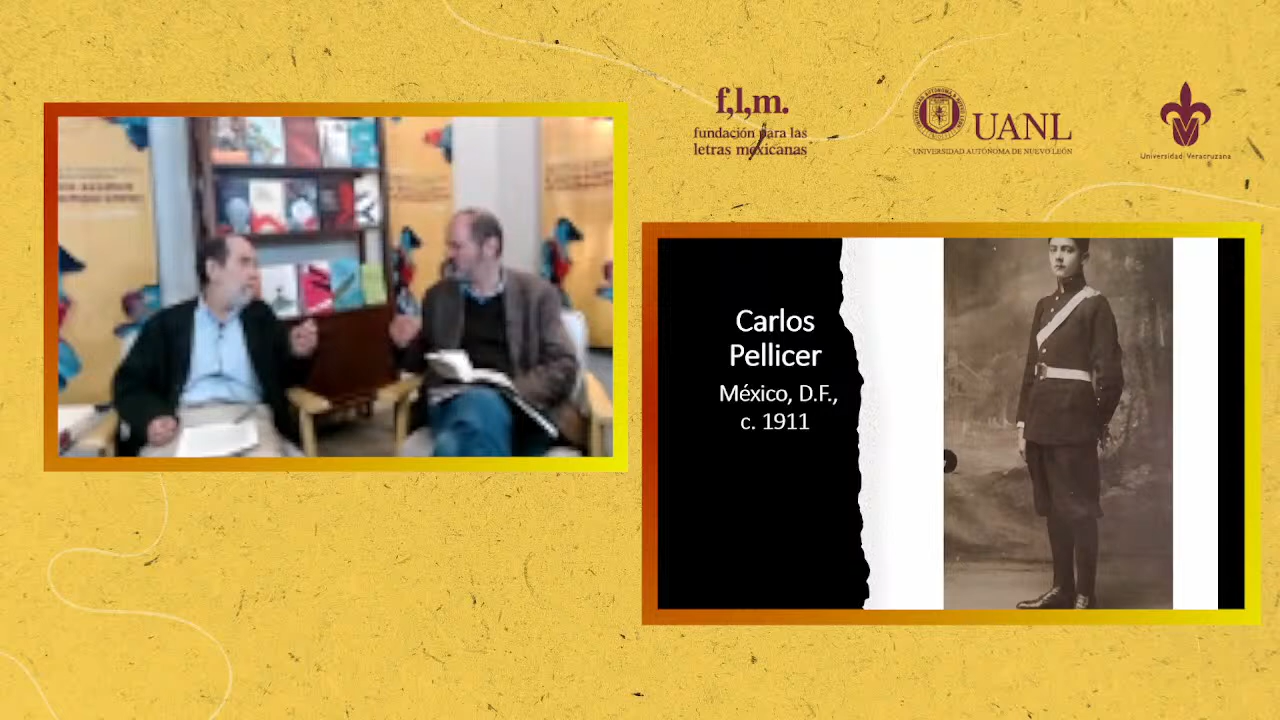 f,l,m.
fundación para las
letras mexicanas
UANL
UNIVERSIDAD AUTÓNOMA DE NUEVO LEÓN
Universidad Veracruzana
Carlos
Pellicer
México, D.F.,
c. 1911